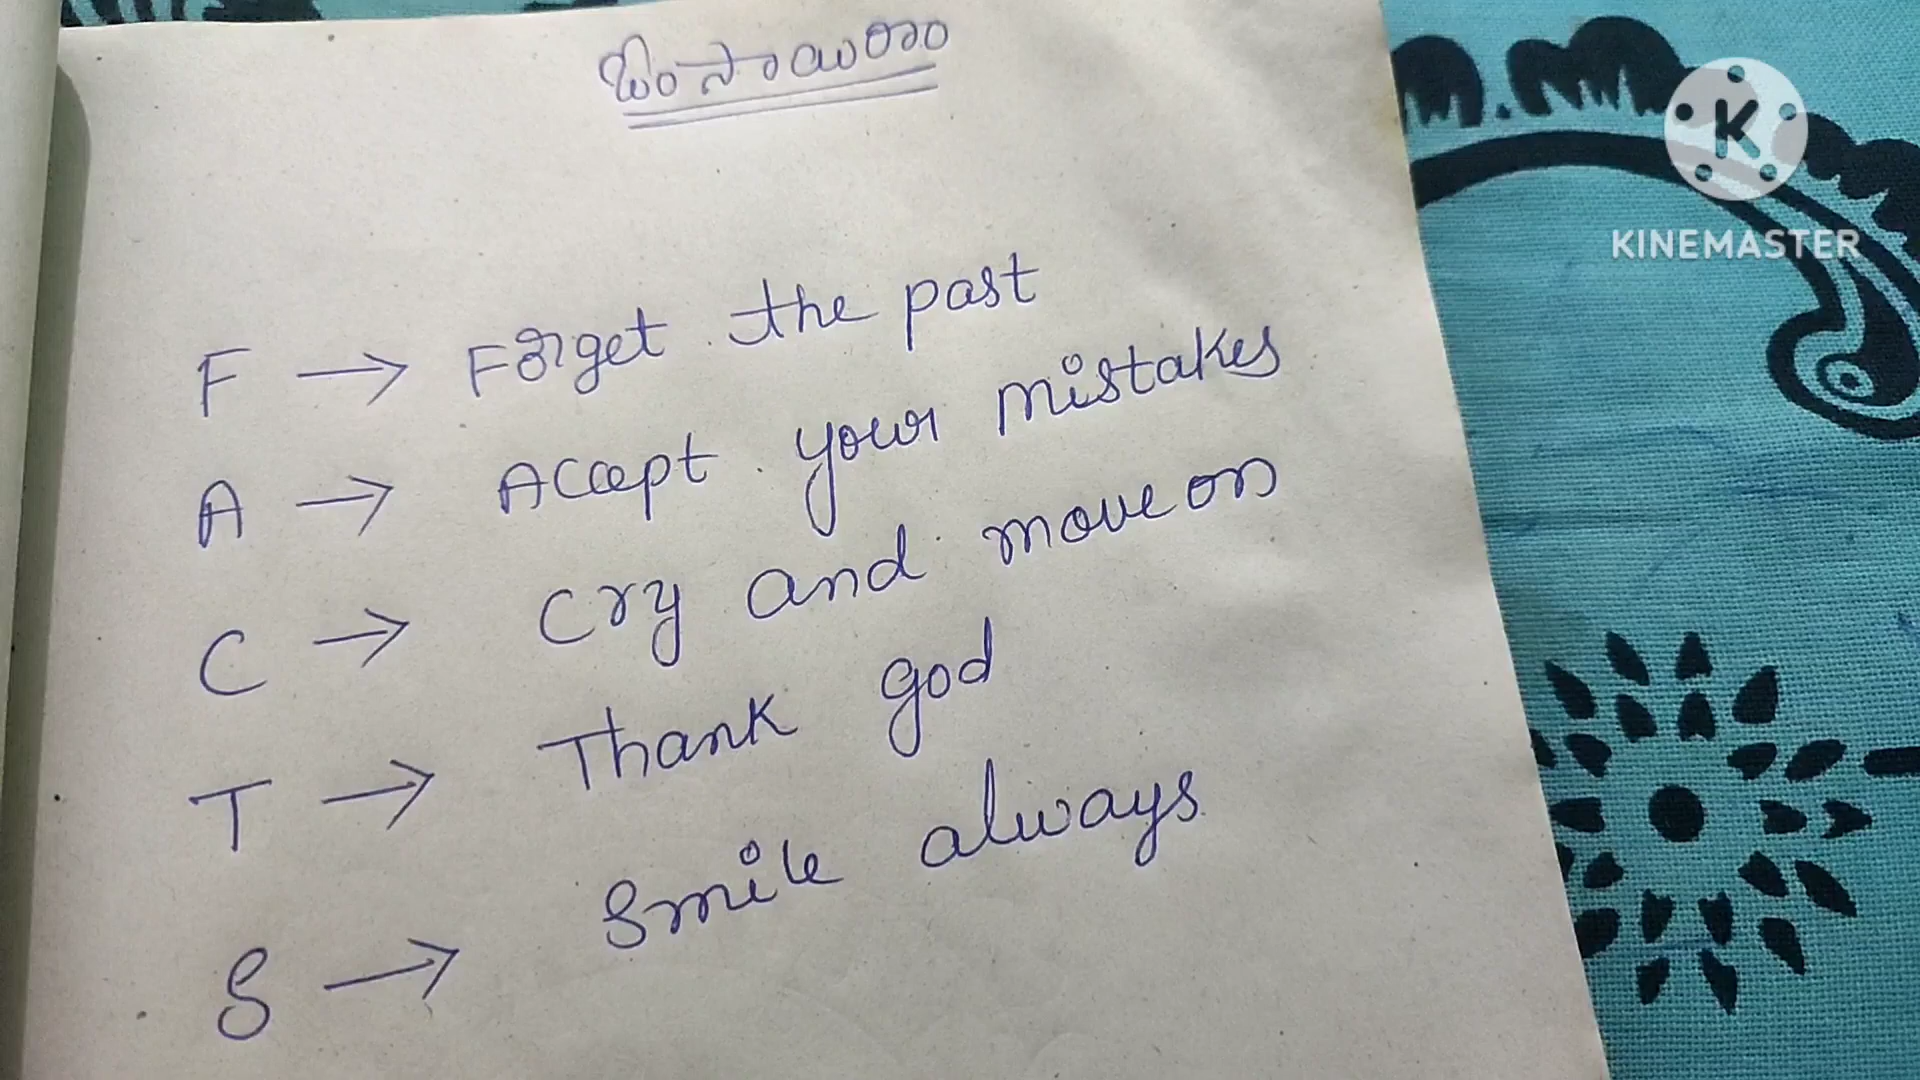 ఓం సాయిరాం
KINEMASTER
F → Forget the past
A → Accept your mistakes
C → Cry and move on
T → Thank god
S → Smile always